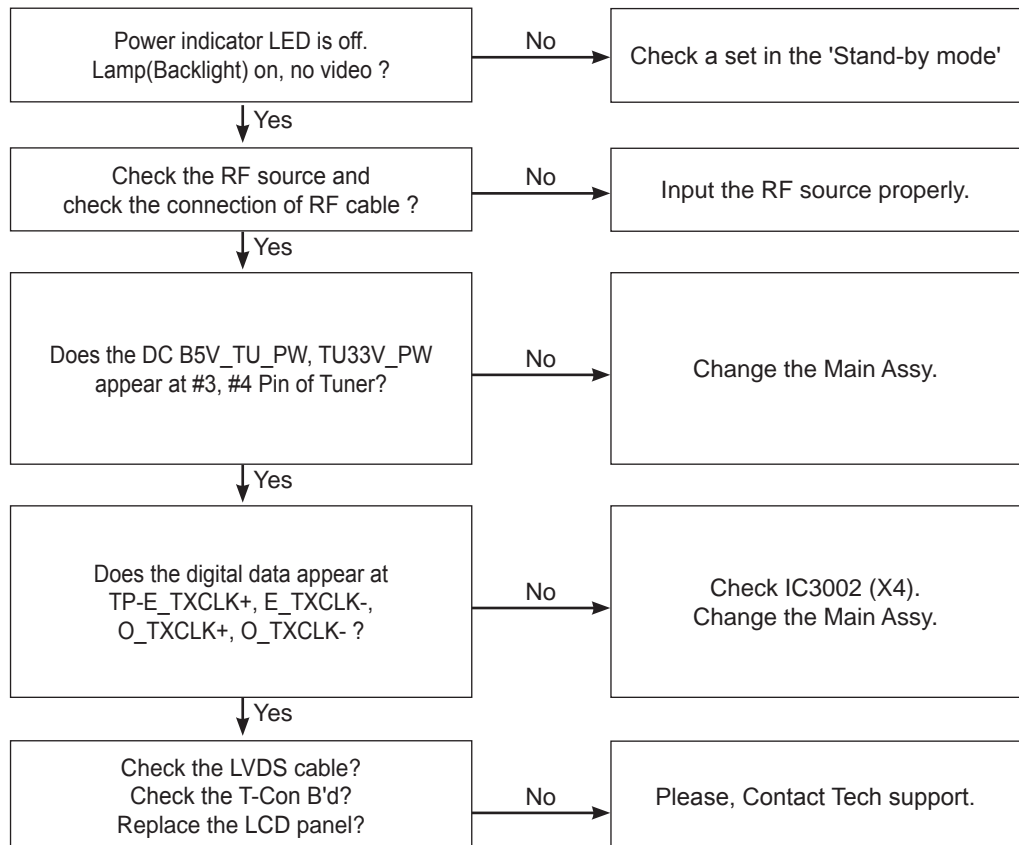 Power indicator LED is off.
Lamp(Backlight) on, no video ?
No
Check a set in the 'Stand-by mode'
Yes
Check the RF source and
check the connection of RF cable ?
No
Input the RF source properly.
Yes
Does the DC B5V_TU_PW, TU33V_PW
appear at #3, #4 Pin of Tuner?
No
Change the Main Assy.
Yes
Does the digital data appear at
TP-E_TXCLK+, E_TXCLK-,
O_TXCLK+, O_TXCLK- ?
No
Check IC3002 (X4).
Change the Main Assy.
Yes
Check the LVDS cable?
Check the T-Con B'd?
Replace the LCD panel?
No
Please, Contact Tech support.